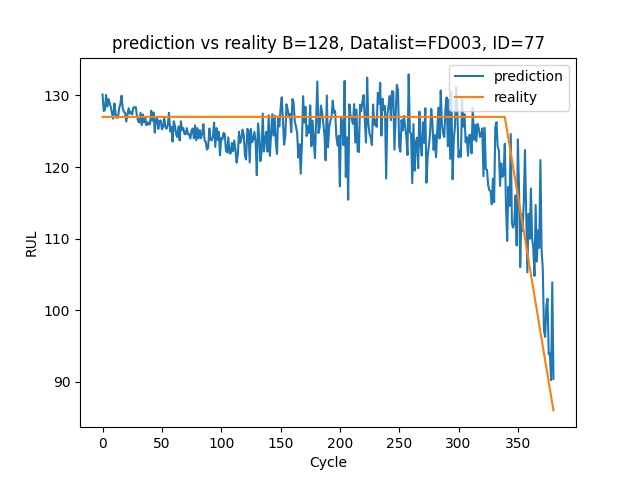 prediction vs reality B=128, Datalist=FD003, ID=77
prediction
reality
130
120
110
100
90
RUL
0
50
100
150
200
250
300
350
Cycle